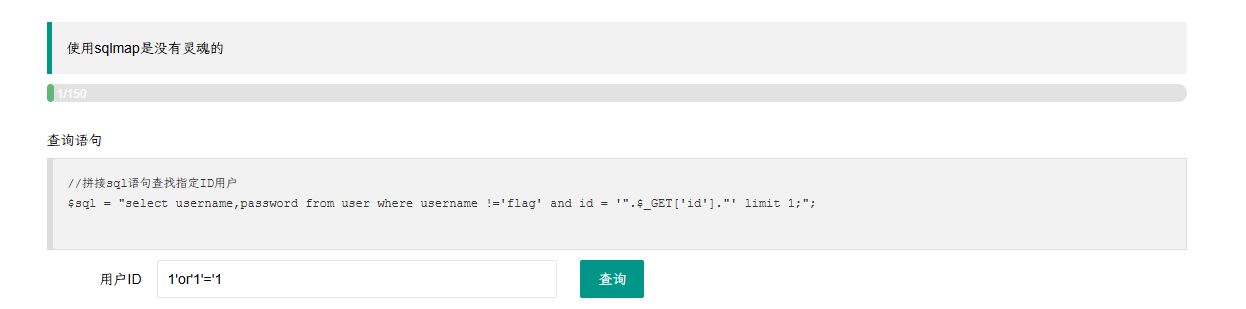 使用sqlmap是没有灵魂的
1/150
查询语句
//拼接sql语句查找指定ID用户
$sql = "select username,password from user where username !='flag' and id = '".$_GET['id']."' limit 1;";
用户ID 1'or'1'='1 查询